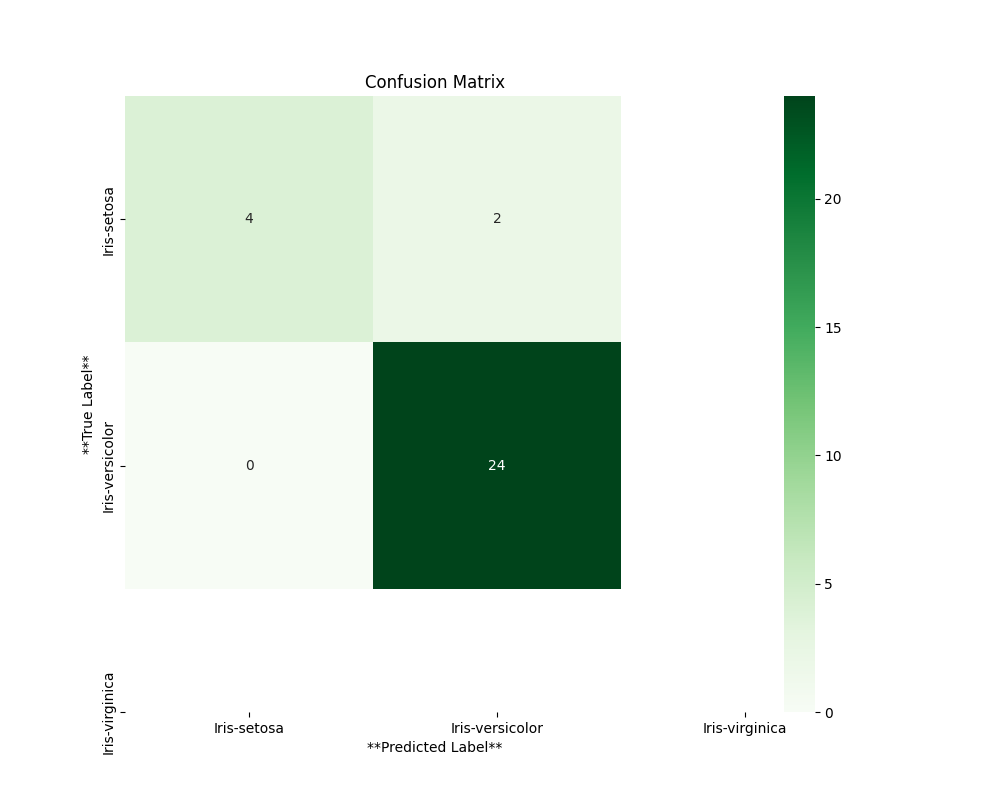 Confusion Matrix
**True Label**
Iris-setosa
Iris-versicolor
Iris-virginica
4 2
0 24
Iris-setosa Iris-versicolor Iris-virginica
**Predicted Label**
20
15
10
5
0